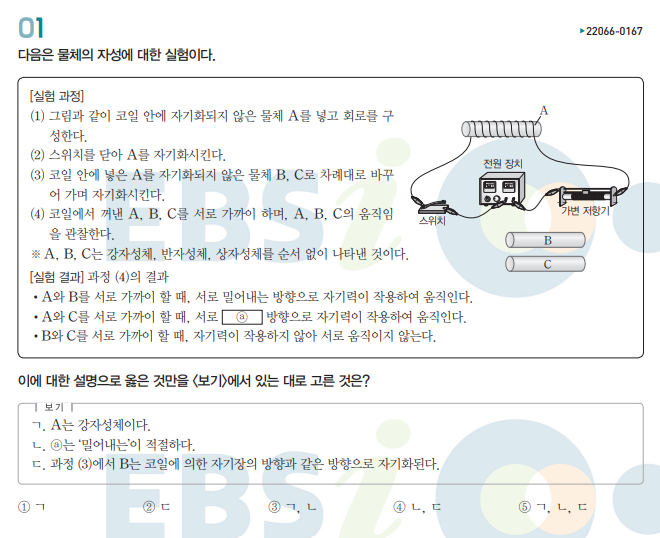 01
▶22066-0167
다음은 물체의 자성에 대한 실험이다.
[실험 과정]
(1) 그림과 같이 코일 안에 자기화되지 않은 물체 A를 넣고 회로를 구
성한다.
(2) 스위치를 닫아 A를 자기화시킨다.
(3) 코일 안에 넣은 A를 자기화되지 않은 물체 B, C로 차례대로 바꾸
어 가며 자기화시킨다.
(4) 코일에서 꺼낸 A, B, C를 서로 가까이 하며, A, B, C의 움직임
을 관찰한다.
※ A, B, C는 강자성체, 반자성체, 상자성체를 순서 없이 나타낸 것이다.
A
전원 장치
스위치
가변 저항기
B
C
[실험 결과] 과정 (4)의 결과
• A와 B를 서로 가까이 할 때, 서로 밀어내는 방향으로 자기력이 작용하여 움직인다.
• A와 C를 서로 가까이 할 때, 서로 ⓐ 방향으로 자기력이 작용하여 움직인다.
• B와 C를 서로 가까이 할 때, 자기력이 작용하지 않아 서로 움직이지 않는다.
이에 대한 설명으로 옳은 것만을 〈보기〉에서 있는 대로 고른 것은?
보기
ㄱ. A는 강자성체이다.
ㄴ. ⓐ는 '밀어내는'이 적절하다.
ㄷ. 과정 (3)에서 B는 코일에 의한 자기장의 방향과 같은 방향으로 자기화된다.
① ㄱ ② ㄷ ③ ㄱ, ㄴ ④ ㄴ, ㄷ ⑤ ㄱ, ㄴ, ㄷ
EBSi
EBSi